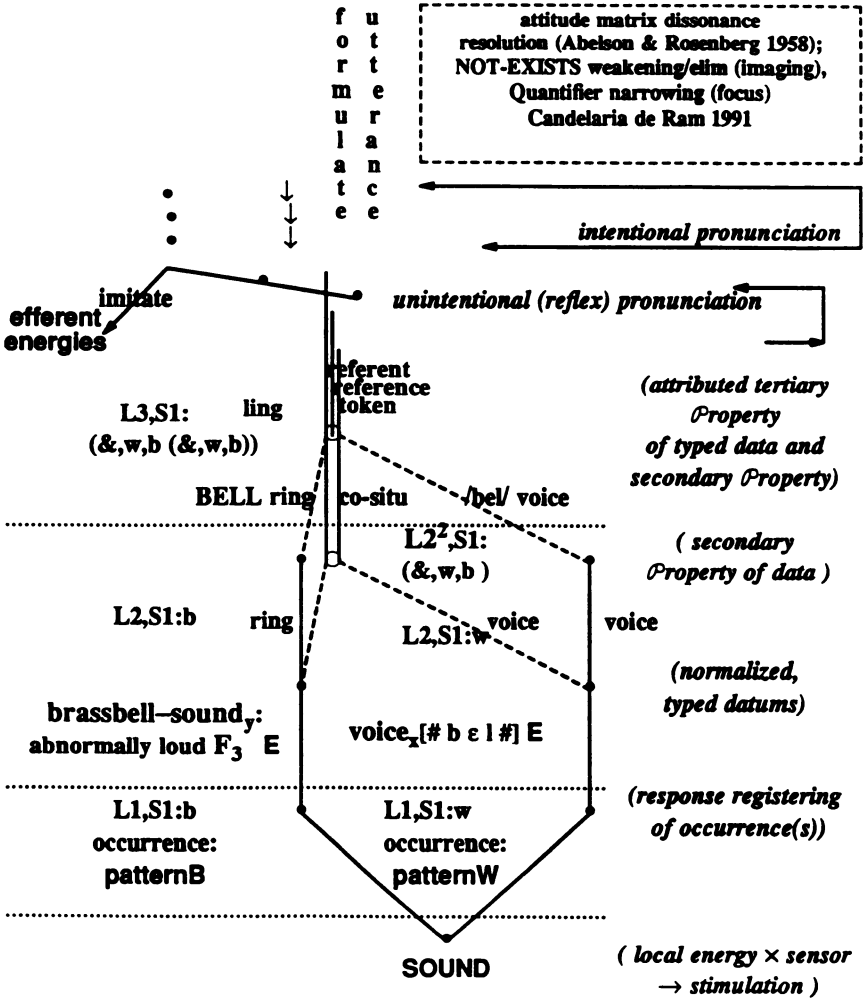 formulate
utterance
attitude matrix dissonance
resolution (Abelson & Rosenberg 1958);
NOT-EXISTS weakening/elim (imaging),
Quantifier narrowing (focus)
Candelaria de Ram 1991
↓
↓
↓
intentional pronunciation
imitate
unintentional (reflex) pronunciation
efferent
energies
referent
reference
token
L3,S1:
(&,w,b (&,w,b))
ling
(attributed tertiary
𝒫roperty
of typed data and
secondary 𝒫roperty)
BELL ring
co-situ
/bel/ voice
L2²,S1:
(&,w,b )
( secondary
𝒫roperty of data )
L2,S1:b
ring
L2,S1:w
voice
voice
(normalized,
typed datums)
brassbell–sound_y:
abnormally loud F₃ E
voiceₓ[# b ε l #] E
L1,S1:b
occurrence:
patternB
L1,S1:w
occurrence:
patternW
(response registering
of occurrence(s))
SOUND
( local energy × sensor
→ stimulation )